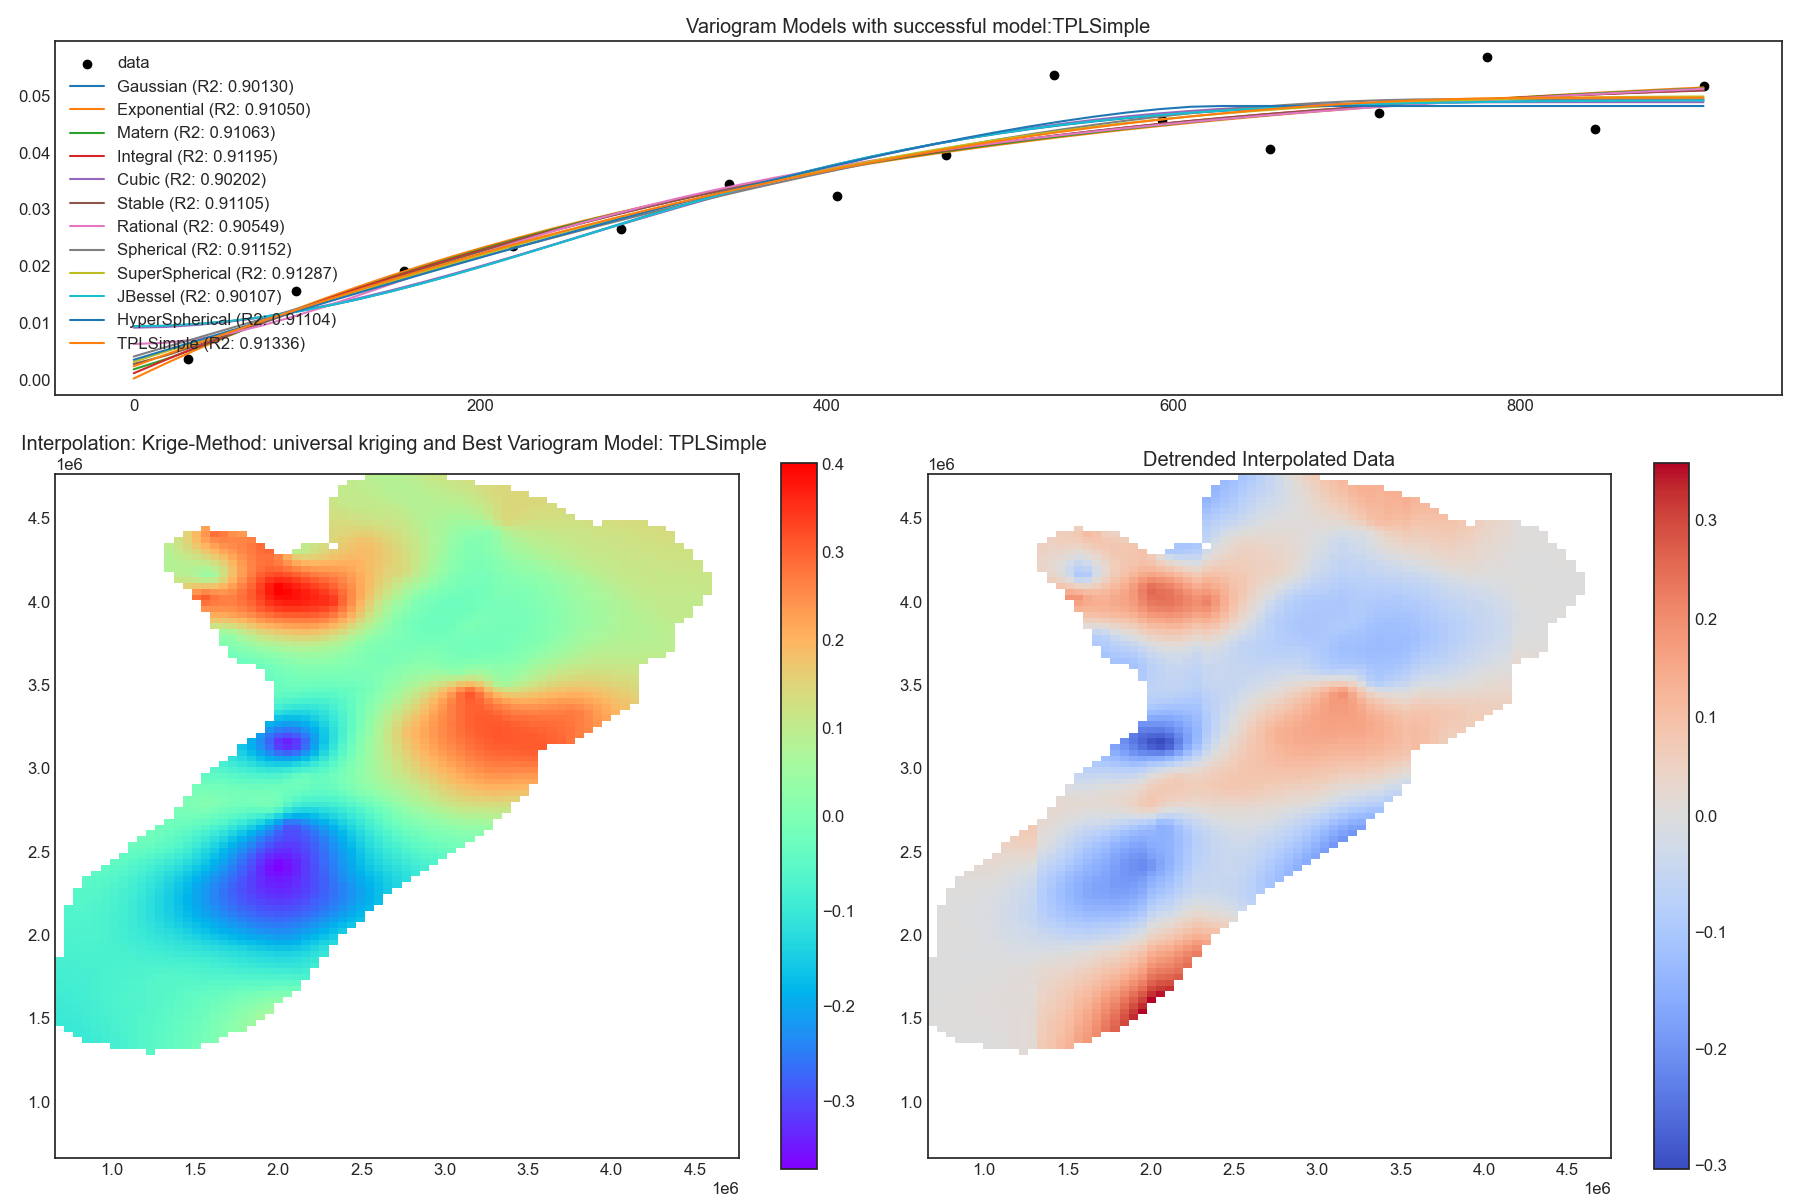 Variogram Models with successful model:TPLSimple
data
Gaussian (R2: 0.90130)
Exponential (R2: 0.91050)
Matern (R2: 0.91063)
Integral (R2: 0.91195)
Cubic (R2: 0.90202)
Stable (R2: 0.91105)
Rational (R2: 0.90549)
Spherical (R2: 0.91152)
SuperSpherical (R2: 0.91287)
JBessel (R2: 0.90107)
HyperSpherical (R2: 0.91104)
TPLSimple (R2: 0.91336)
0.05
0.04
0.03
0.02
0.01
0.00
0 200 400 600 800
Interpolation: Krige-Method: universal kriging and Best Variogram Model: TPLSimple
1e6
4.5
4.0
3.5
3.0
2.5
2.0
1.5
1.0
1.0 1.5 2.0 2.5 3.0 3.5 4.0 4.5
1e6
0.4
0.3
0.2
0.1
0.0
−0.1
−0.2
−0.3
Detrended Interpolated Data
1e6
4.5
4.0
3.5
3.0
2.5
2.0
1.5
1.0
1.0 1.5 2.0 2.5 3.0 3.5 4.0 4.5
1e6
0.3
0.2
0.1
0.0
−0.1
−0.2
−0.3